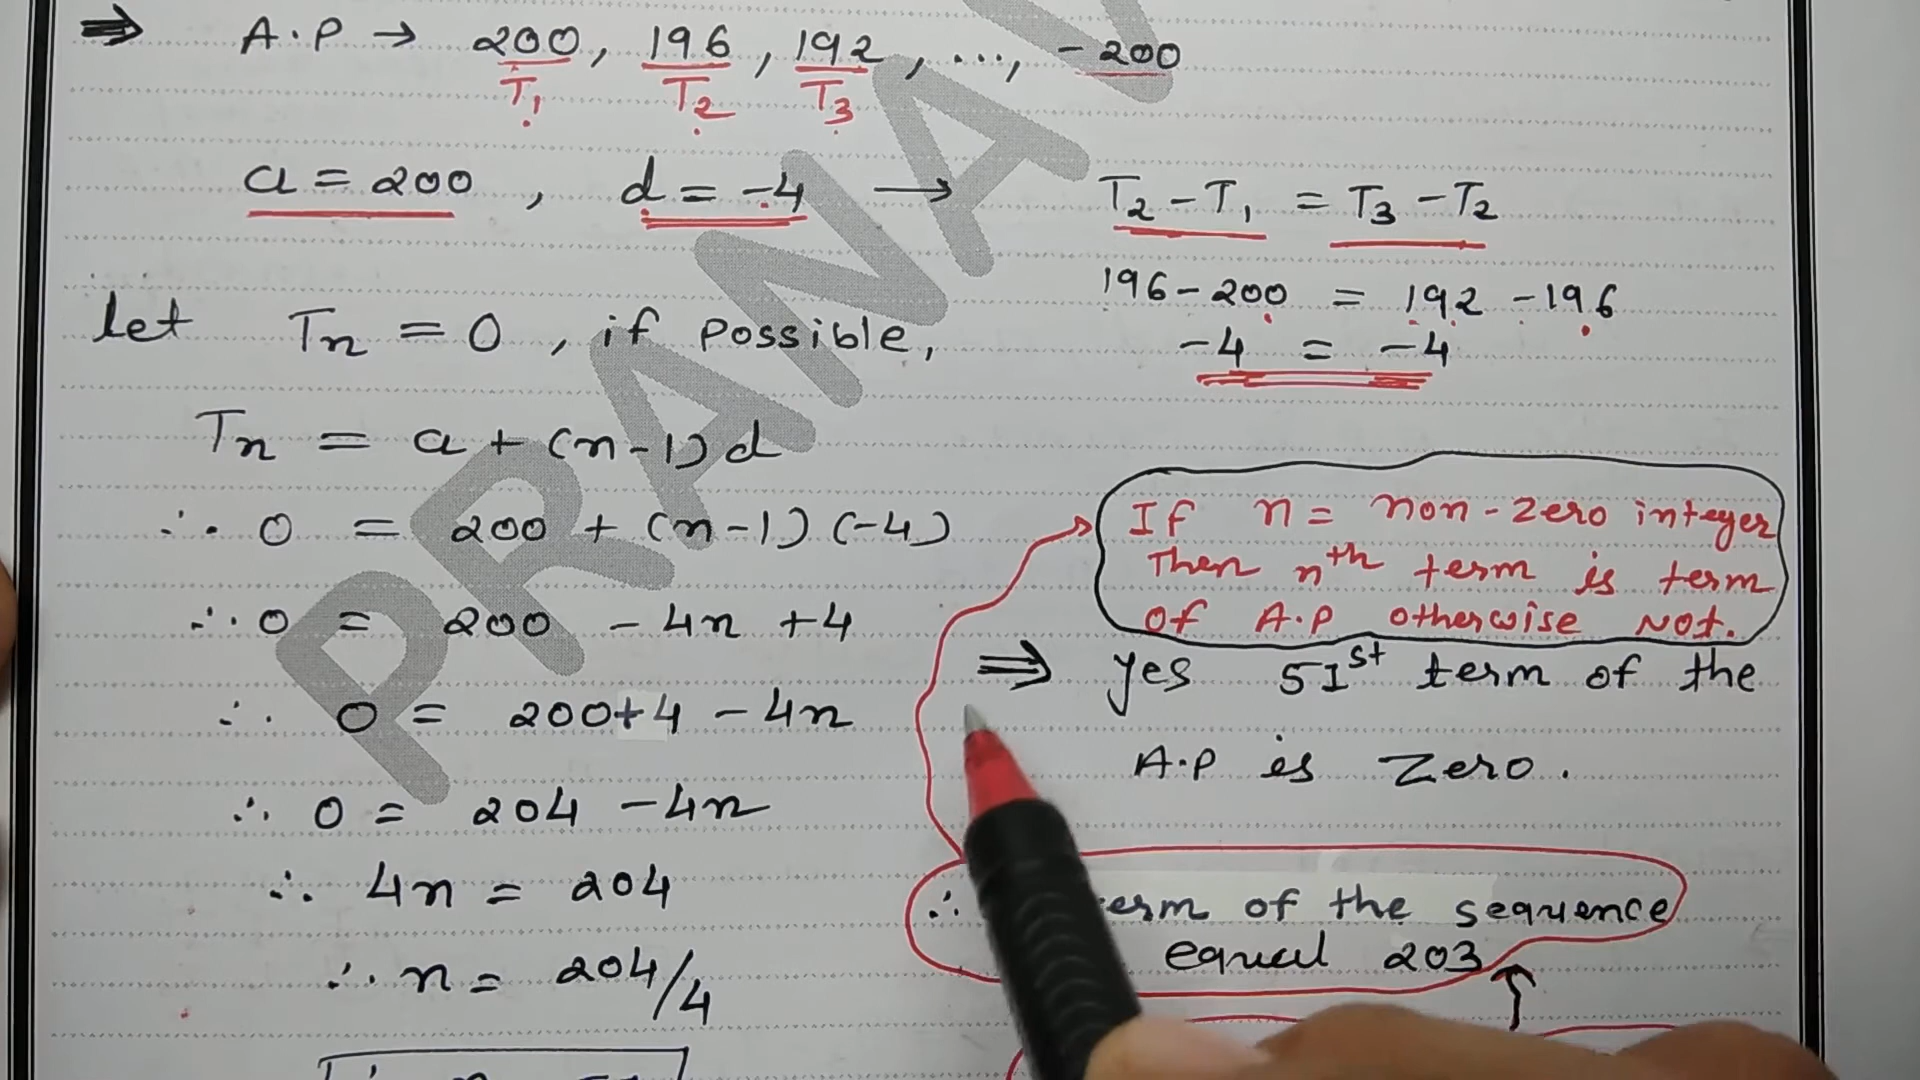 ⇒ A.P → 200, 196, 192, ..., -200
T₁ T₂ T₃
a = 200, d = -4 → T₂ - T₁ = T₃ - T₂
196 - 200 = 192 - 196
-4 = -4
let Tn = 0, if possible,
Tn = a + (n-1)d
∴ 0 = 200 + (n-1)(-4)
∴ 0 = 200 - 4n + 4
∴ 0 = 200+4 - 4n
∴ 0 = 204 - 4n
∴ 4n = 204
∴ n = 204/4
If n = non-zero integer
Then nth term is term
of A.P otherwise Not.
⇒ Yes 51st term of the
A.P is Zero.
∴ term of the sequence
equal 203
PRANA